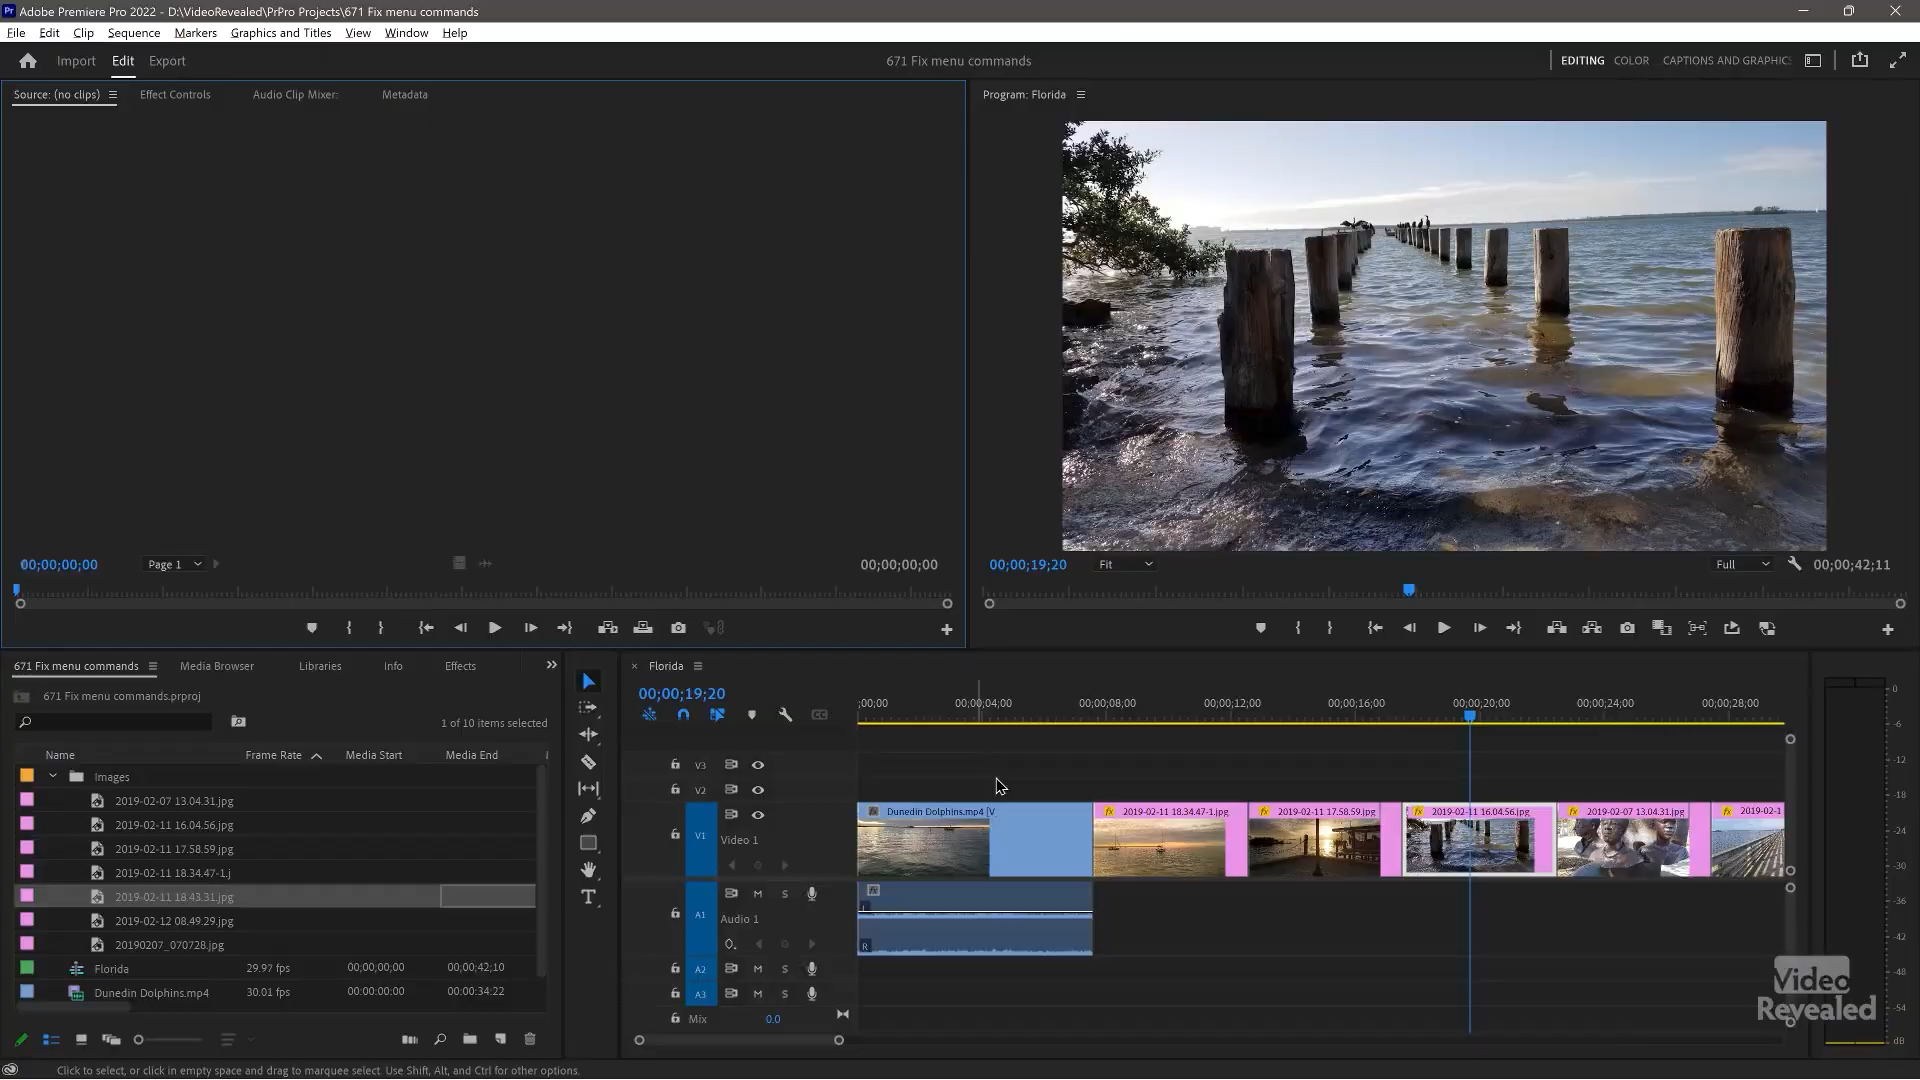 Adobe Premiere Pro 2022 - D:\VideoRevealed\PrPro Projects\671 Fix menu commands
File Edit Clip Sequence Markers Graphics and Titles View Window Help
Import Edit Export
671 Fix menu commands
EDITING COLOR CAPTIONS AND GRAPHIC
Source: (no clips) Effect Controls Audio Clip Mixer: Metadata
Program: Florida
00;00;00;00 Page 1 00;00;00;00
00;00;19;20 Fit Full 00;00;42;11
671 Fix menu commands Media Browser Libraries Info Effects
671 Fix menu commands.prproj
1 of 10 items selected
Name Frame Rate Media Start Media End
Images
2019-02-07 13.04.31.jpg
2019-02-11 16.04.56.jpg
2019-02-11 17.58.59.jpg
2019-02-11 18.34.47-1.j
2019-02-11 18.43.31.jpg
2019-02-12 08.49.29.jpg
20190207_070728.jpg
Florida 29.97 fps 00;00;00;00 00;00;42;10
Dunedin Dolphins.mp4 30.01 fps 00:00:00:00 00:00:34:22
Florida
00;00;19;20
;00;00 00;00;04;00 00;00;08;00 00;00;12;00 00;00;16;00 00;00;20;00 00;00;24;00 00;00;28;00
V3
V2
V1 Video 1
Dunedin Dolphins.mp4 [V 2019-02-11 18.34.47-1.jpg 2019-02-11 17.58.59.jpg 2019-02-11 16.04.56.jpg 2019-02-07 13.04.31.jpg 2019-02-1
A1 M S
Audio 1
L
R
A2 M S
A3 M S
Mix 0.0
0
-6
-12
-18
-24
-30
-36
-42
-48
-54
dB
Video
Revealed
Click to select, or click in empty space and drag to marquee select. Use Shift, Alt, and Ctrl for other options.